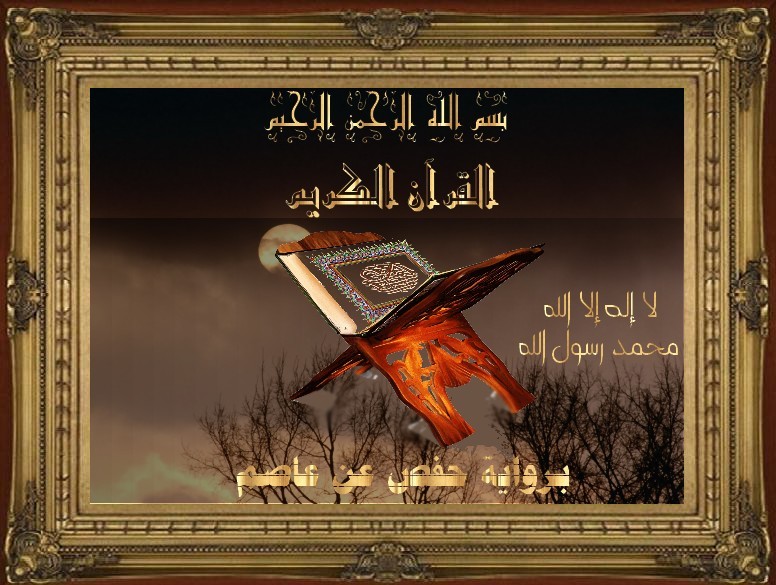 بسم الله الرحمن الرحيم
القرآن الكريم
لا إله إلا الله
محمد رسول الله
برواية حفص عن عاصم